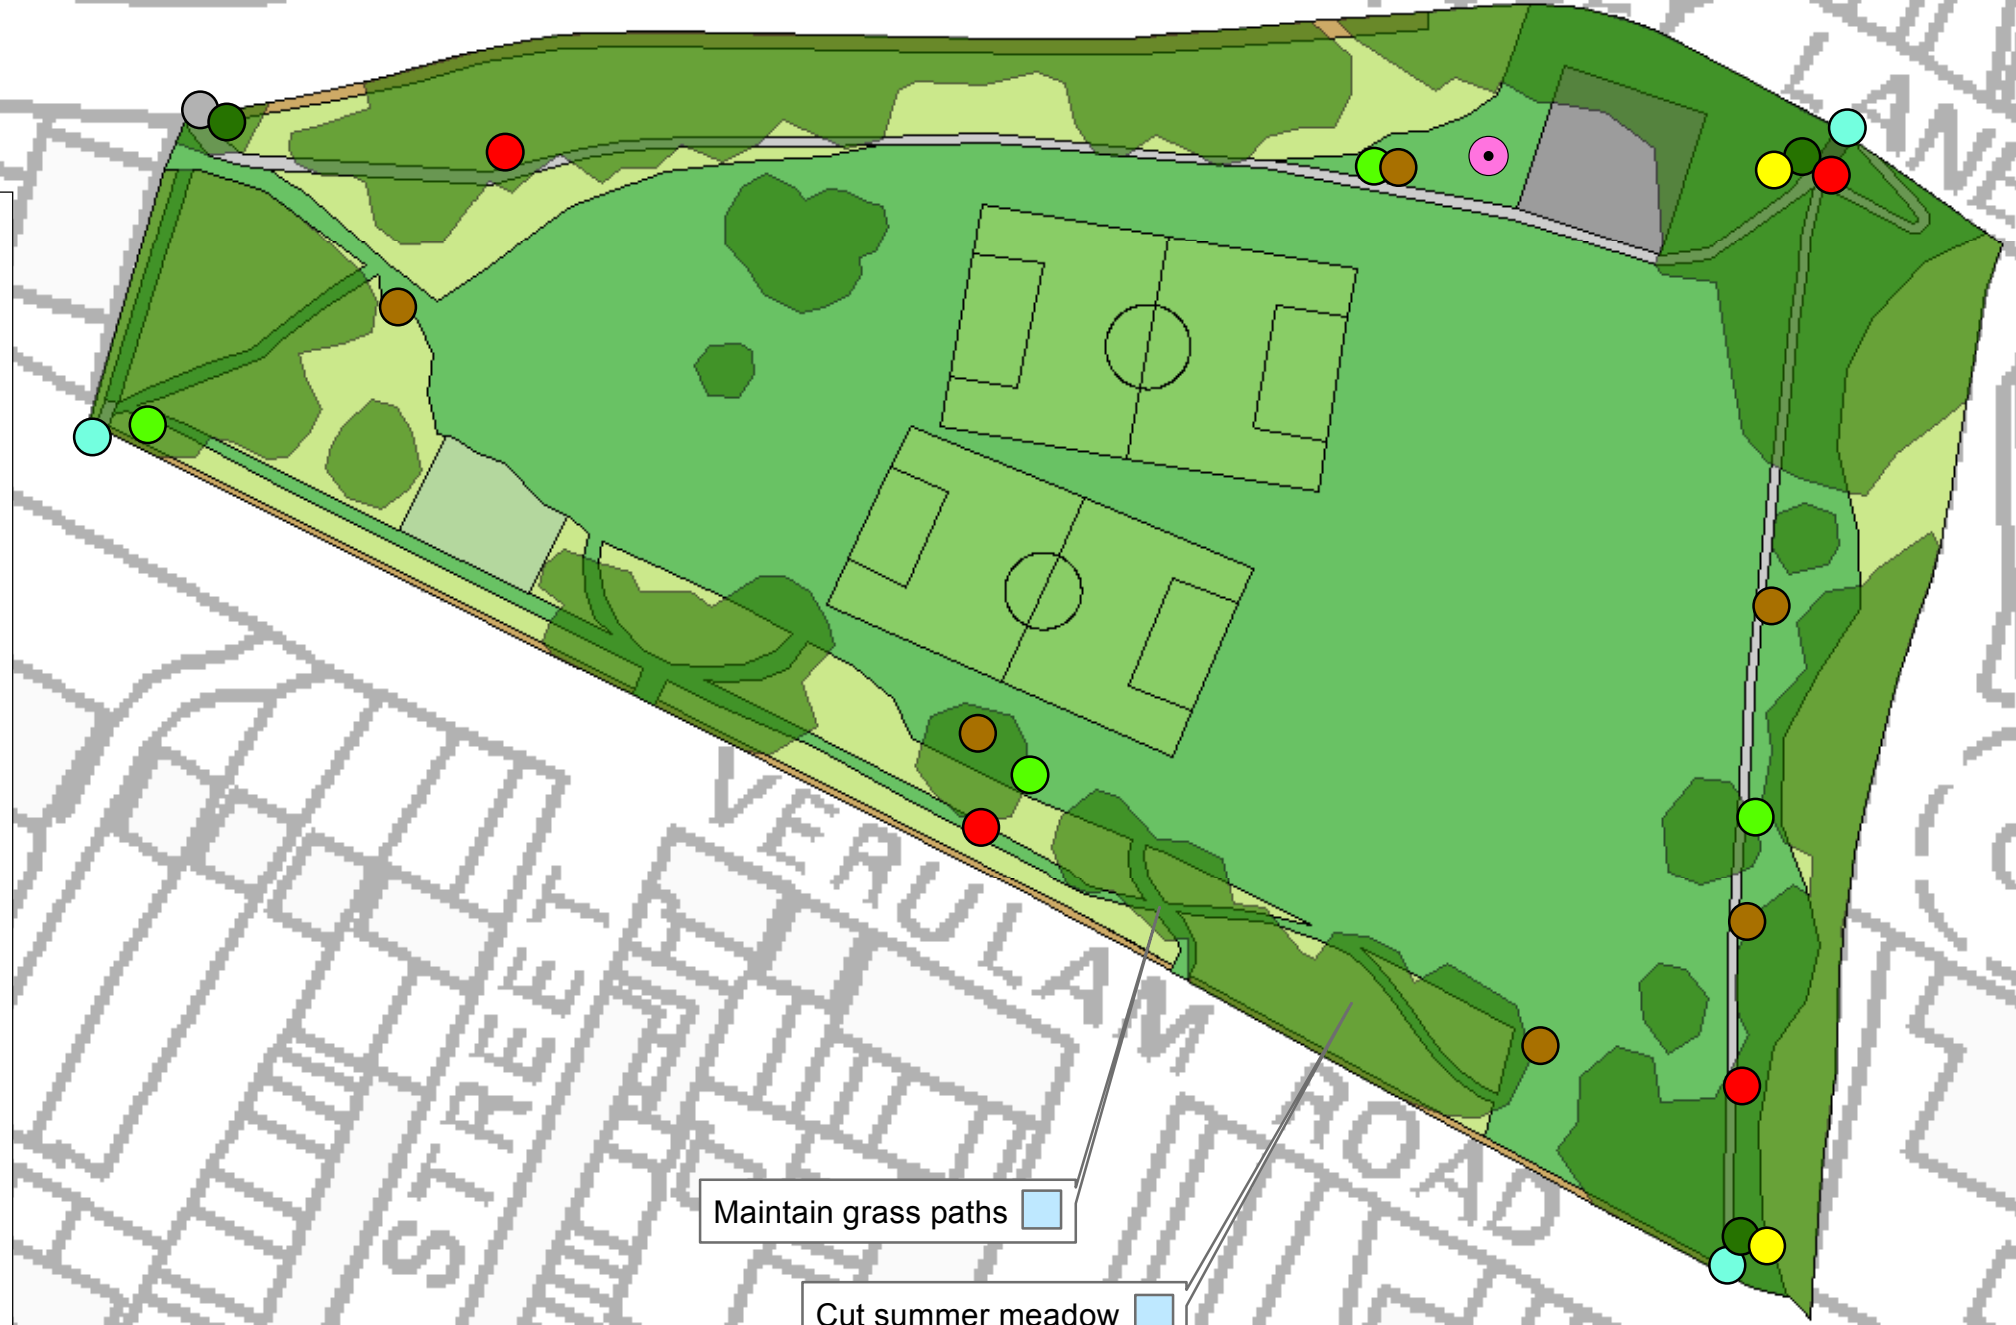 LANE
VERULAM
ROAD
STREET
Maintain grass paths
Cut summer meadow